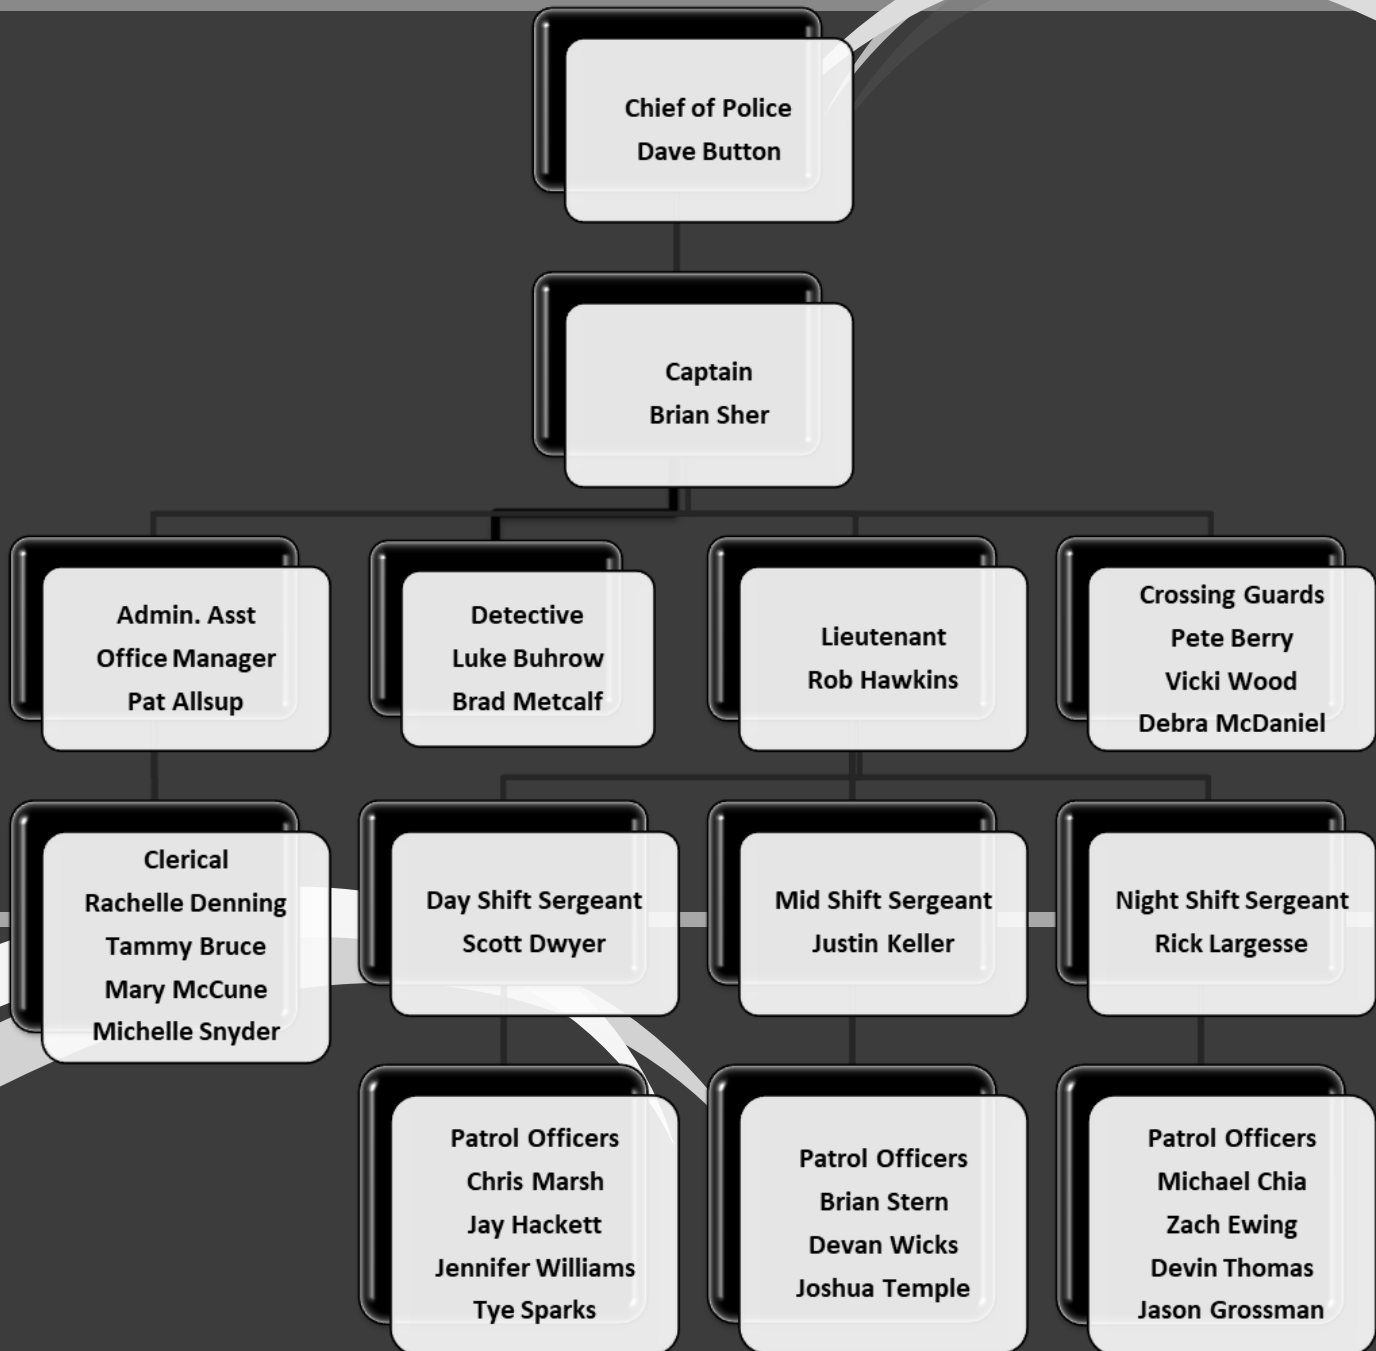 Chief of Police
Dave Button
Captain
Brian Sher
Admin. Asst
Office Manager
Pat Allsup
Detective
Luke Buhrow
Brad Metcalf
Lieutenant
Rob Hawkins
Crossing Guards
Pete Berry
Vicki Wood
Debra McDaniel
Clerical
Rachelle Denning
Tammy Bruce
Mary McCune
Michelle Snyder
Day Shift Sergeant
Scott Dwyer
Mid Shift Sergeant
Justin Keller
Night Shift Sergeant
Rick Largesse
Patrol Officers
Chris Marsh
Jay Hackett
Jennifer Williams
Tye Sparks
Patrol Officers
Brian Stern
Devan Wicks
Joshua Temple
Patrol Officers
Michael Chia
Zach Ewing
Devin Thomas
Jason Grossman